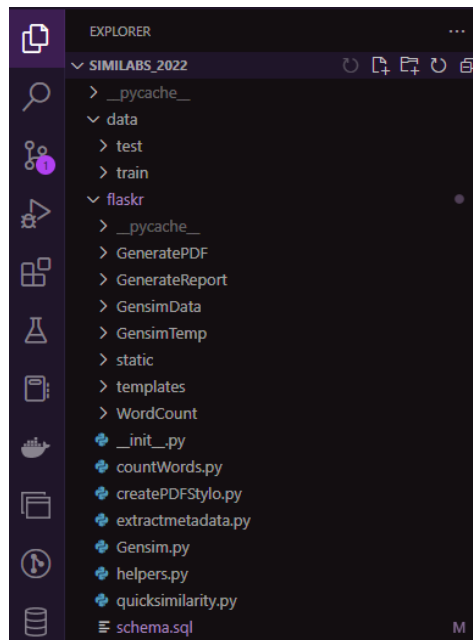 EXPLORER
SIMILABS_2022
__pycache__
data
test
train
flaskr
__pycache__
GeneratePDF
GenerateReport
GensimData
GensimTemp
static
templates
WordCount
__init__.py
countWords.py
createPDFStylo.py
extractmetadata.py
Gensim.py
helpers.py
quicksimilarity.py
schema.sql M
1